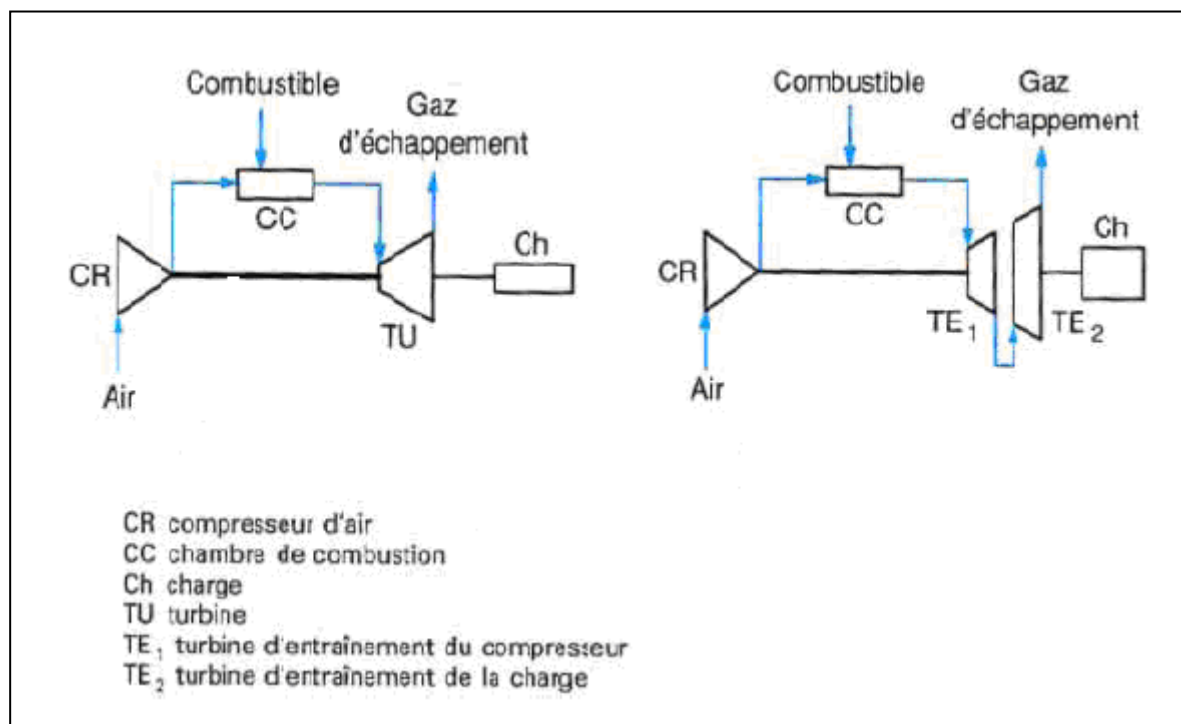 Combustible
Gaz
d'échappement
CC
Ch
CR
TU
Air
Combustible
Gaz
d'échappement
CC
Ch
CR
TE₁
TE₂
Air
CR compresseur d'air
CC chambre de combustion
Ch charge
TU turbine
TE₁ turbine d'entraînement du compresseur
TE₂ turbine d'entraînement de la charge